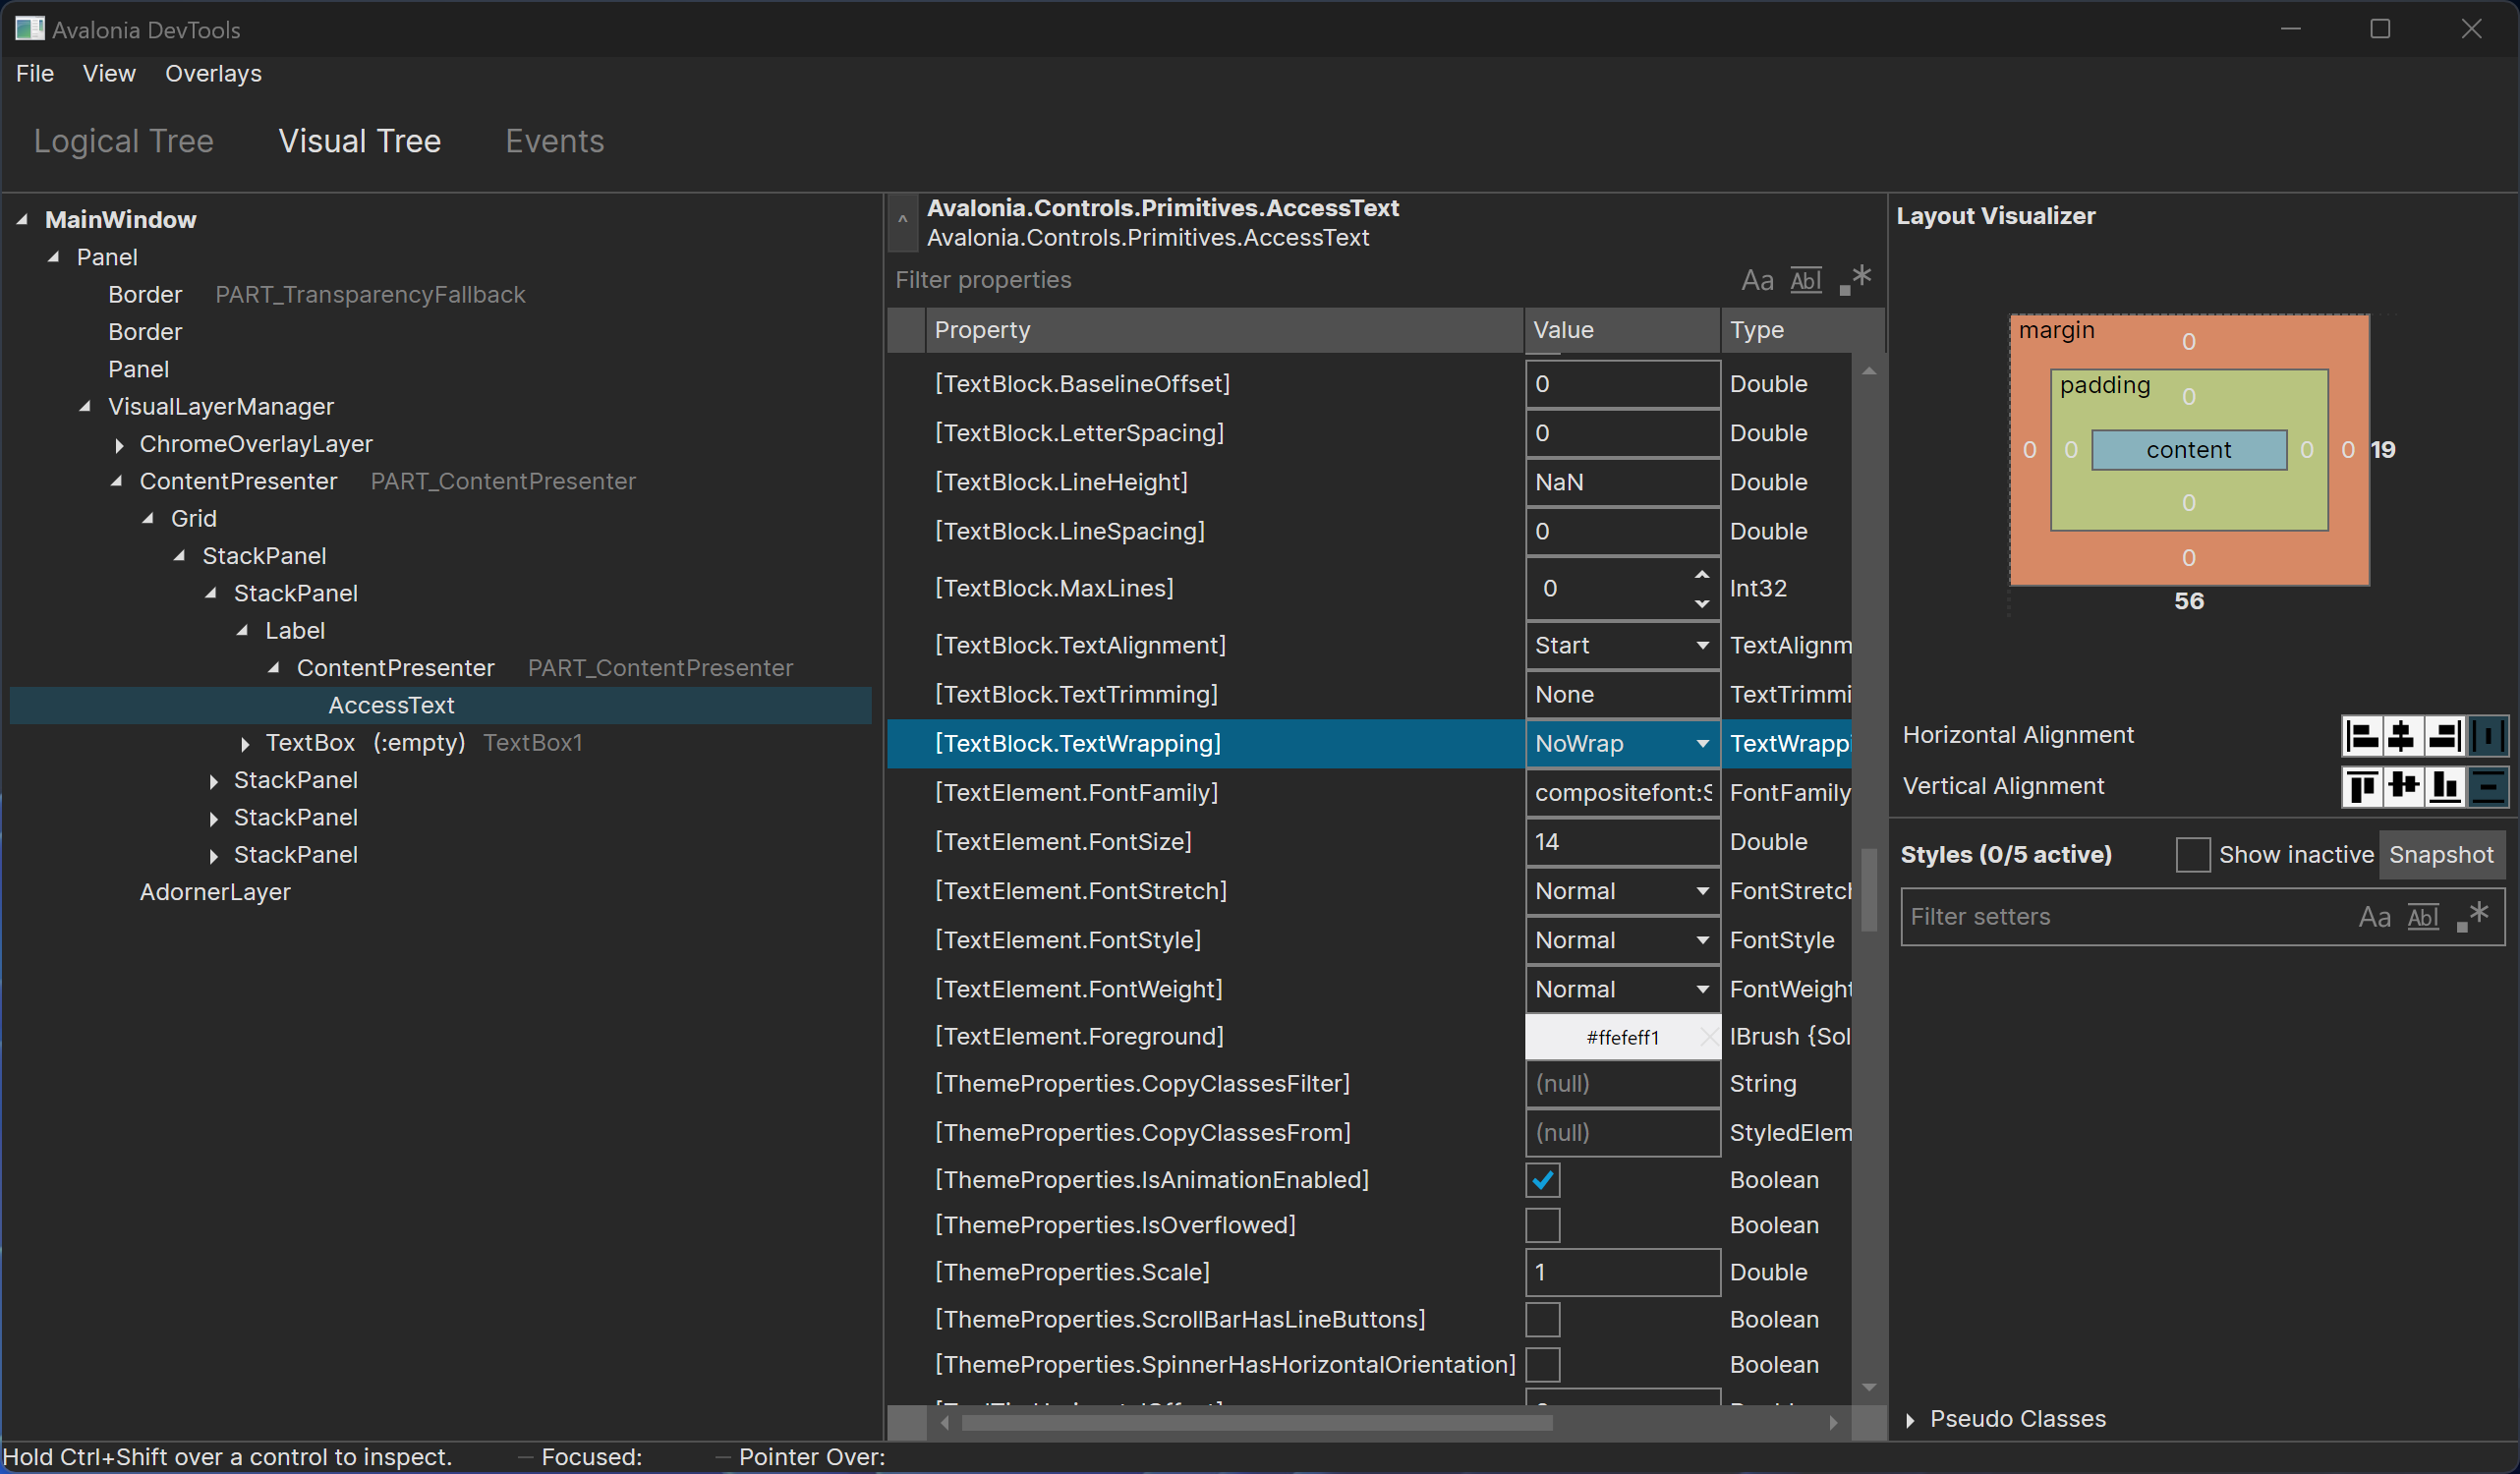 Avalonia DevTools
File View Overlays
Logical Tree Visual Tree Events
MainWindow
Panel
Border PART_TransparencyFallback
Border
Panel
VisualLayerManager
ChromeOverlayLayer
ContentPresenter PART_ContentPresenter
Grid
StackPanel
StackPanel
Label
ContentPresenter PART_ContentPresenter
AccessText
TextBox (:empty) TextBox1
StackPanel
StackPanel
StackPanel
AdornerLayer
^
Avalonia.Controls.Primitives.AccessText
Avalonia.Controls.Primitives.AccessText
Filter properties Aa Abl .*
Property Value Type
[TextBlock.BaselineOffset] 0 Double
[TextBlock.LetterSpacing] 0 Double
[TextBlock.LineHeight] NaN Double
[TextBlock.LineSpacing] 0 Double
[TextBlock.MaxLines] 0 Int32
[TextBlock.TextAlignment] Start TextAlignm
[TextBlock.TextTrimming] None TextTrimmi
[TextBlock.TextWrapping] NoWrap TextWrappi
[TextElement.FontFamily] compositefont:S FontFamily
[TextElement.FontSize] 14 Double
[TextElement.FontStretch] Normal FontStretch
[TextElement.FontStyle] Normal FontStyle
[TextElement.FontWeight] Normal FontWeight
[TextElement.Foreground] #ffefeff1 IBrush {Sol
[ThemeProperties.CopyClassesFilter] (null) String
[ThemeProperties.CopyClassesFrom] (null) StyledElem
[ThemeProperties.IsAnimationEnabled] Boolean
[ThemeProperties.IsOverflowed] Boolean
[ThemeProperties.Scale] 1 Double
[ThemeProperties.ScrollBarHasLineButtons] Boolean
[ThemeProperties.SpinnerHasHorizontalOrientation] Boolean
Layout Visualizer
margin
0
padding
0
0 0 content 0 0 19
0
0
56
Horizontal Alignment
Vertical Alignment
Styles (0/5 active) Show inactive Snapshot
Filter setters Aa Abl .*
Pseudo Classes
Hold Ctrl+Shift over a control to inspect. Focused: Pointer Over: